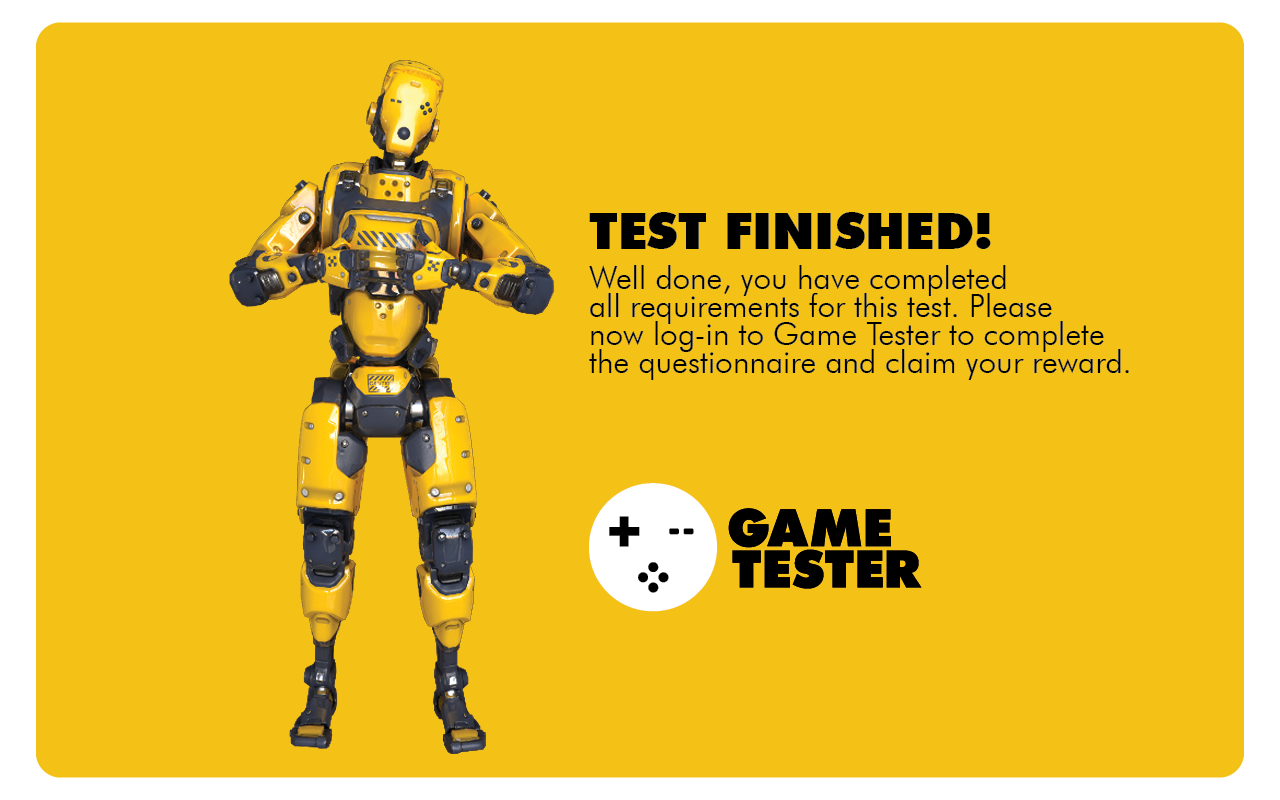 TEST FINISHED!
Well done, you have completed
all requirements for this test. Please
now log-in to Game Tester to complete
the questionnaire and claim your reward.
GAME
TESTER